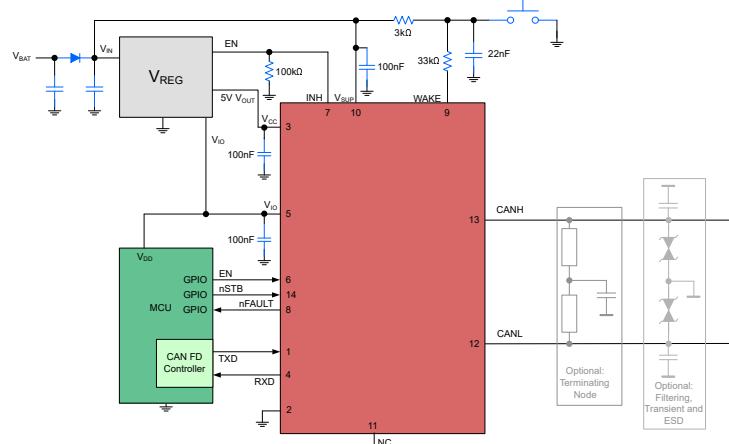 3kΩ
VBAT
VIN
EN
VREG
100kΩ
100nF
33kΩ
22nF
5V VOUT
INH
VSUP
WAKE
7
10
9
VCC
3
VIO
100nF
VIO
5
CANH
13
100nF
VDD
GPIO
EN
6
GPIO
nSTB
14
MCU
GPIO
nFAULT
8
CANL
12
CAN FD
Controller
TXD
1
RXD
4
Optional:
Terminating
Node
Optional:
Filtering,
Transient and
ESD
2
11
NC